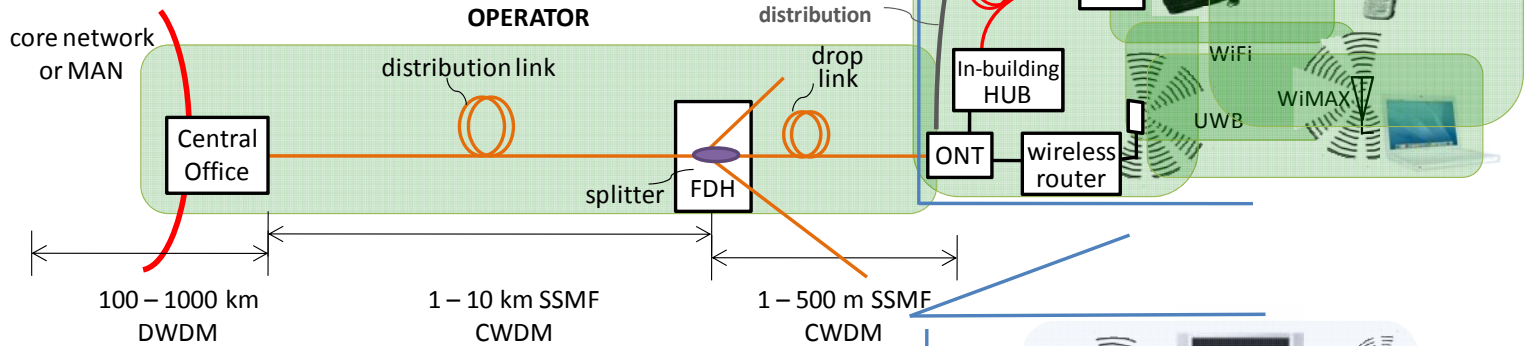 OPERATOR
distribution
core network
or MAN
distribution link
drop
link
In-building
HUB
WiFi
WiMAX
UWB
Central
Office
ONT
wireless
router
splitter
FDH
100 – 1000 km
DWDM
1 – 10 km SSMF
CWDM
1 – 500 m SSMF
CWDM